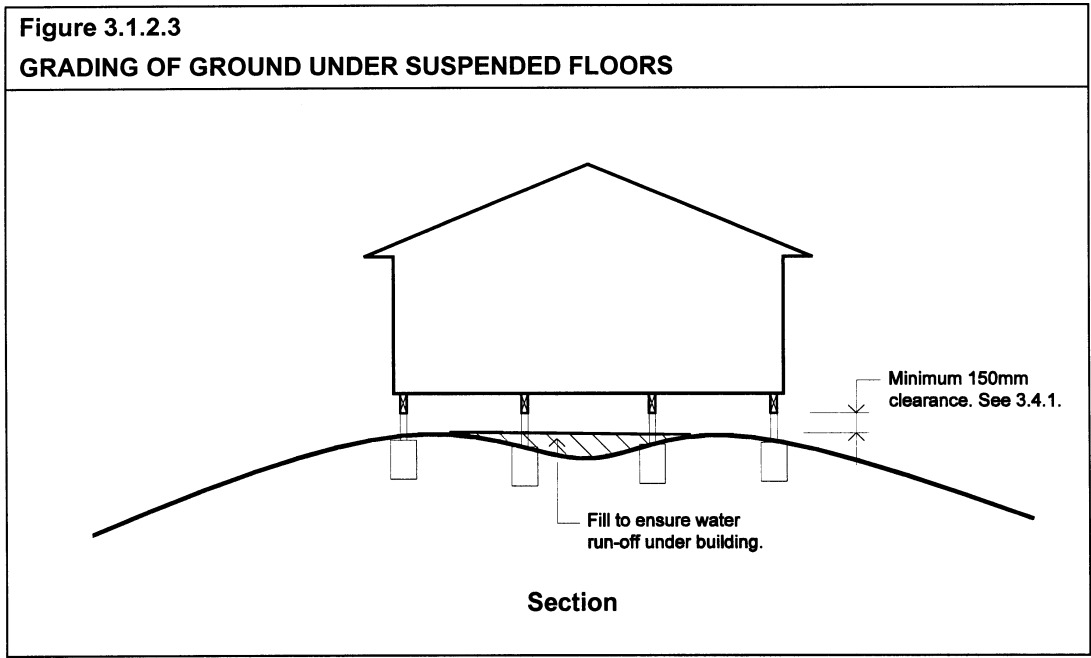 Figure 3.1.2.3
GRADING OF GROUND UNDER SUSPENDED FLOORS
Minimum 150mm
clearance. See 3.4.1.
Fill to ensure water
run-off under building.
Section